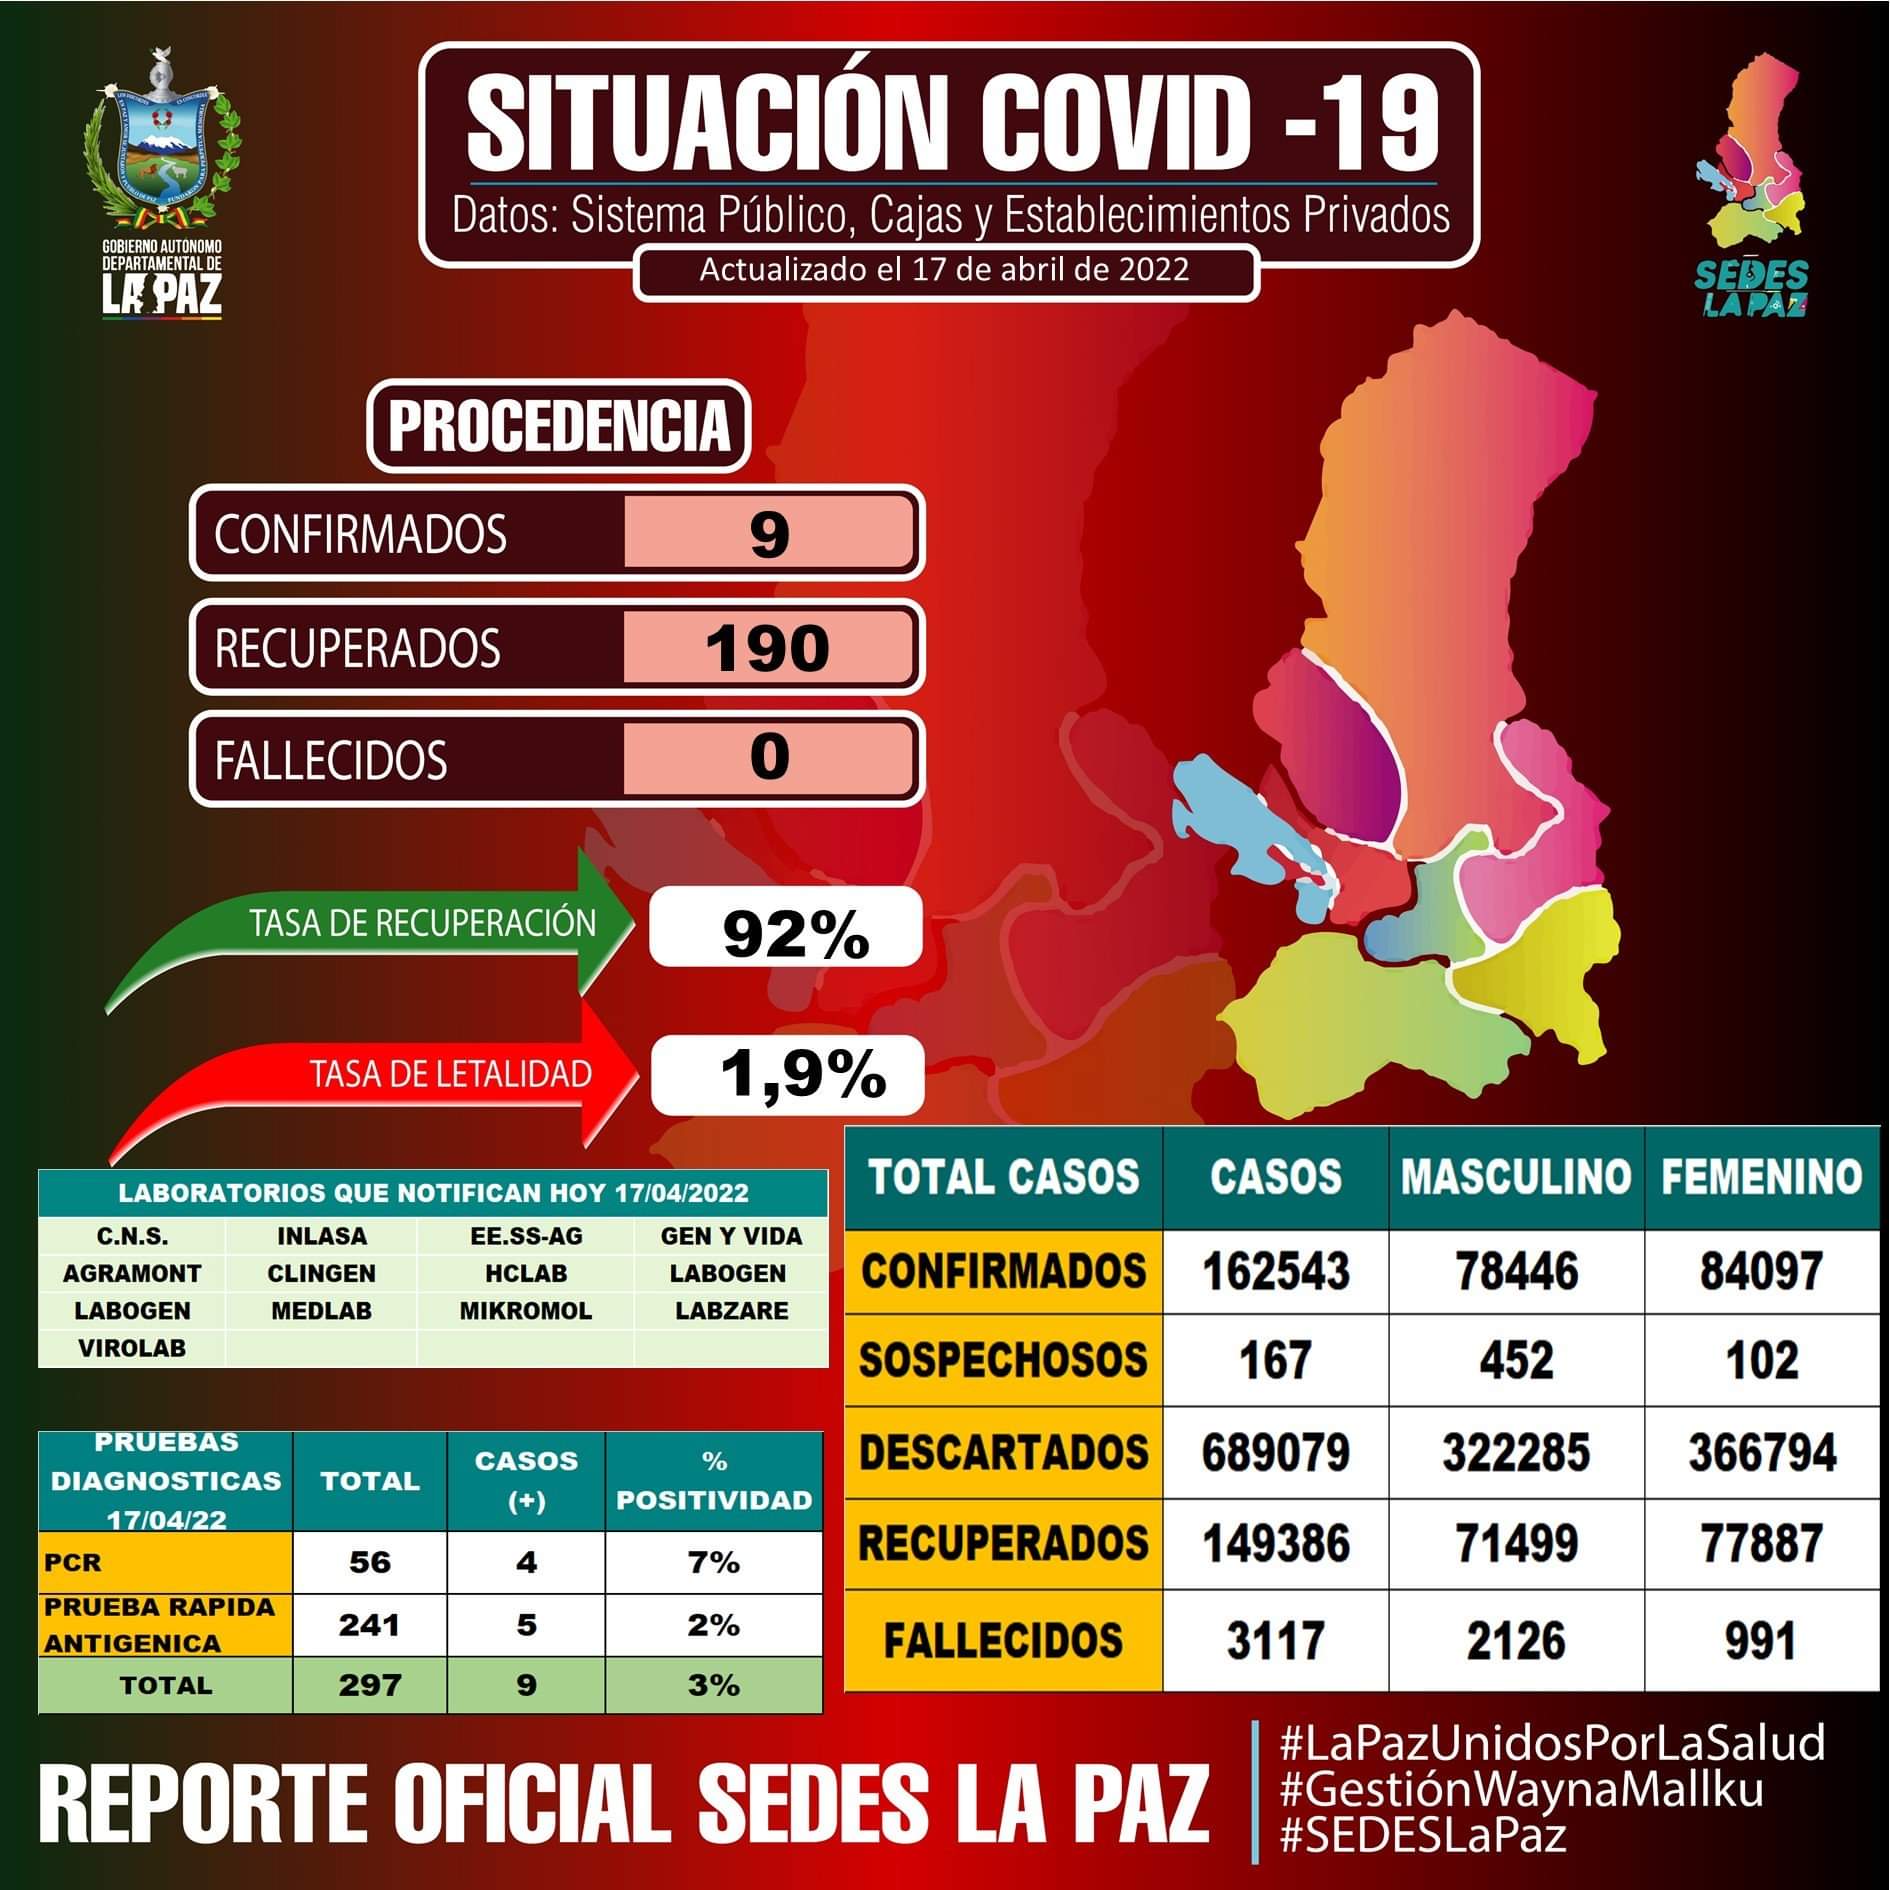 SITUACIÓN COVID -19
Datos: Sistema Público, Cajas y Establecimientos Privados
Actualizado el 17 de abril de 2022
GOBIERNO AUTÓNOMO
DEPARTAMENTAL DE
LA PAZ
SEDES
LA PAZ
PROCEDENCIA
CONFIRMADOS 9
RECUPERADOS 190
FALLECIDOS 0
TASA DE RECUPERACIÓN 92%
TASA DE LETALIDAD 1,9%
LABORATORIOS QUE NOTIFICAN HOY 17/04/2022
C.N.S. INLASA EE.SS-AG GEN Y VIDA
AGRAMONT CLINGEN HCLAB LABOGEN
LABOGEN MEDLAB MIKROMOL LABZARE
VIROLAB
PRUEBAS
DIAGNOSTICAS
17/04/22
TOTAL
CASOS
(+)
%
POSITIVIDAD
PCR 56 4 7%
PRUEBA RAPIDA
ANTIGENICA
241 5 2%
TOTAL 297 9 3%
TOTAL CASOS CASOS MASCULINO FEMENINO
CONFIRMADOS 162543 78446 84097
SOSPECHOSOS 167 452 102
DESCARTADOS 689079 322285 366794
RECUPERADOS 149386 71499 77887
FALLECIDOS 3117 2126 991
REPORTE OFICIAL SEDES LA PAZ
#LaPazUnidosPorLaSalud
#GestiónWaynaMallku
#SEDESLaPaz